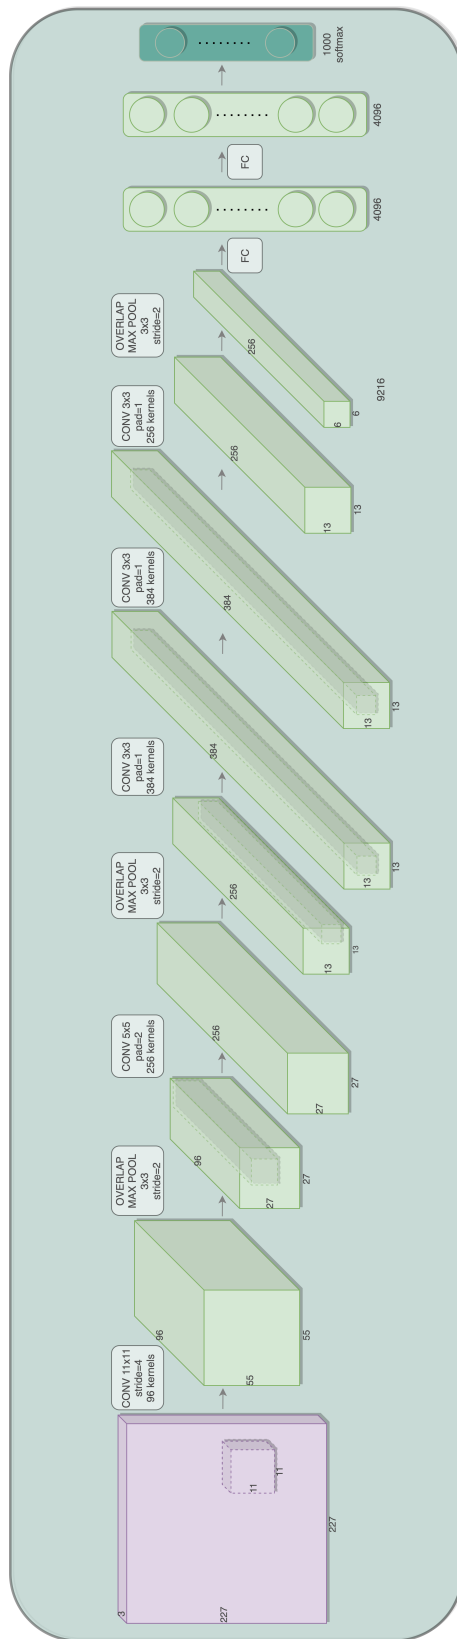 3
227
227
11
11
CONV 11x11
stride=4
96 kernels
96
55
55
OVERLAP
MAX POOL
3x3
stride=2
96
27
27
CONV 5x5
pad=2
256 kernels
256
27
27
OVERLAP
MAX POOL
3x3
stride=2
256
13
13
CONV 3x3
pad=1
384 kernels
384
13
13
CONV 3x3
pad=1
384 kernels
384
13
13
CONV 3x3
pad=1
256 kernels
256
13
13
OVERLAP
MAX POOL
3x3
stride=2
256
6
6
9216
FC
4096
FC
4096
1000
softmax